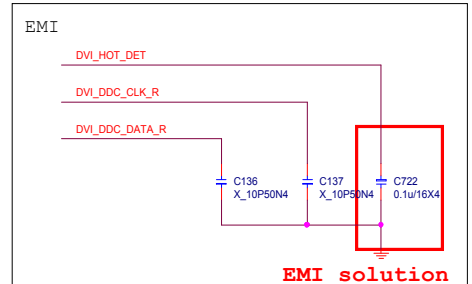 EMI
DVI_HOT_DET
DVI_DDC_CLK_R
DVI_DDC_DATA_R
C136
X_10P50N4
C137
X_10P50N4
C722
0.1u/16X4
EMI solution